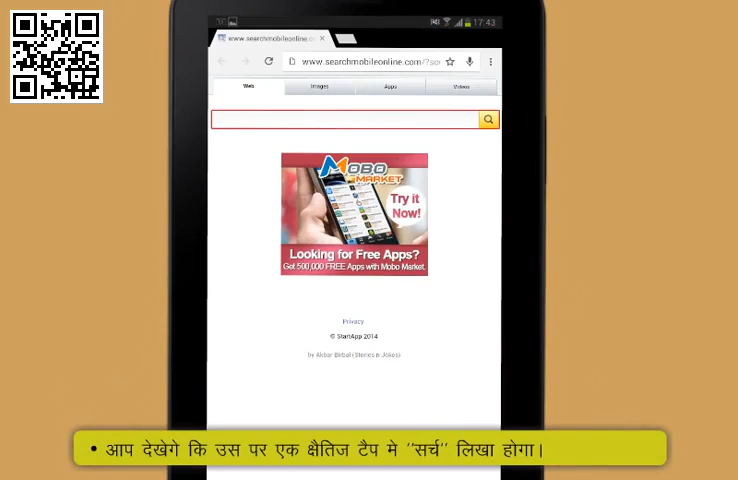 17:43
www.searchmobileonline.co
www.searchmobileonline.com/?so
Web Images Apps Videos
MOBO
MARKET
Try it
Now!
Looking for Free Apps?
Get 500,000 FREE Apps with Mobo Market.
Privacy
© StartApp 2014
by Akbar Birbal (Stories n Jokes)
• आप देखेगे कि उस पर एक क्षैतिज टैप मे "सर्च" लिखा होगा।